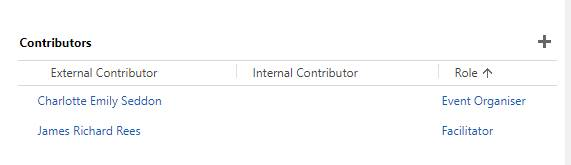 Contributors
External Contributor Internal Contributor Role ↑
Charlotte Emily Seddon Event Organiser
James Richard Rees Facilitator